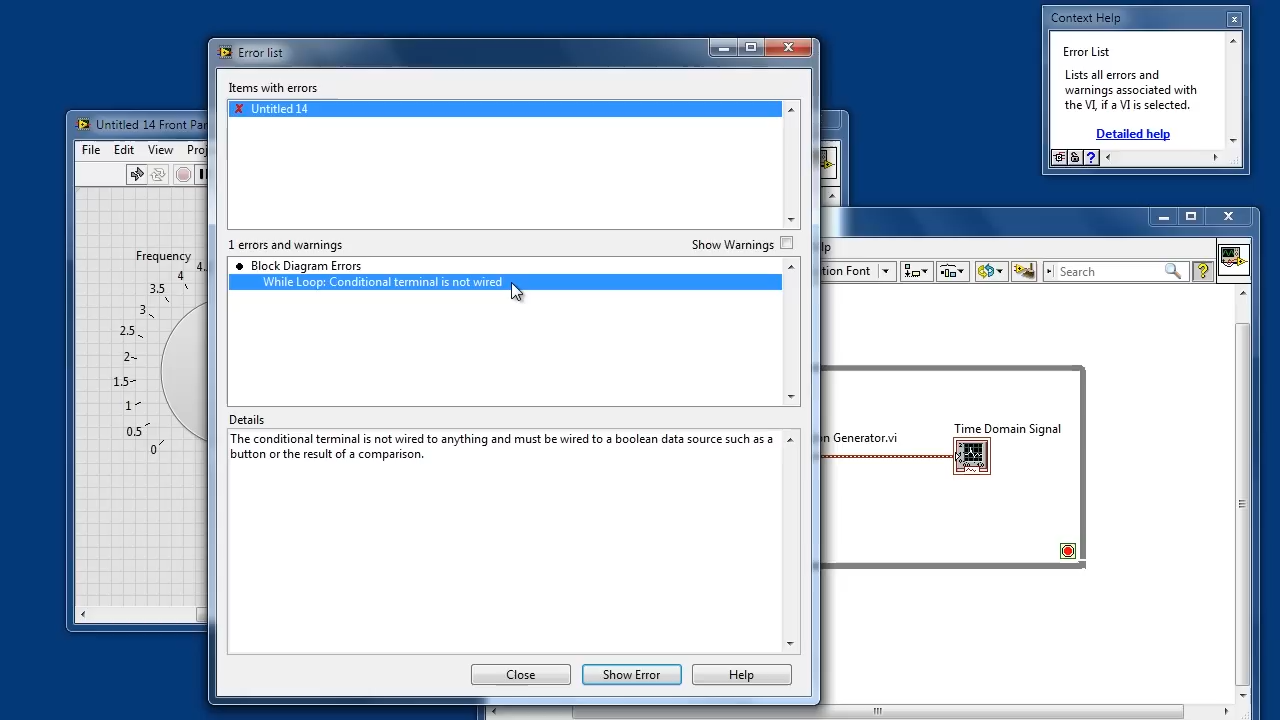 Context Help
Error List
Lists all errors and
warnings associated with
the VI, if a VI is selected.
Detailed help
?
Error list
Items with errors
Untitled 14
1 errors and warnings
Show Warnings
Block Diagram Errors
While Loop: Conditional terminal is not wired
Details
The conditional terminal is not wired to anything and must be wired to a boolean data source such as a
button or the result of a comparison.
Close
Show Error
Help
Untitled 14 Front Pan
File Edit View Proj
Frequency
4.
4
3.5
3
2.5
2
1.5
1
0.5
0
lp
tion Font
Search
?
on Generator.vi
Time Domain Signal